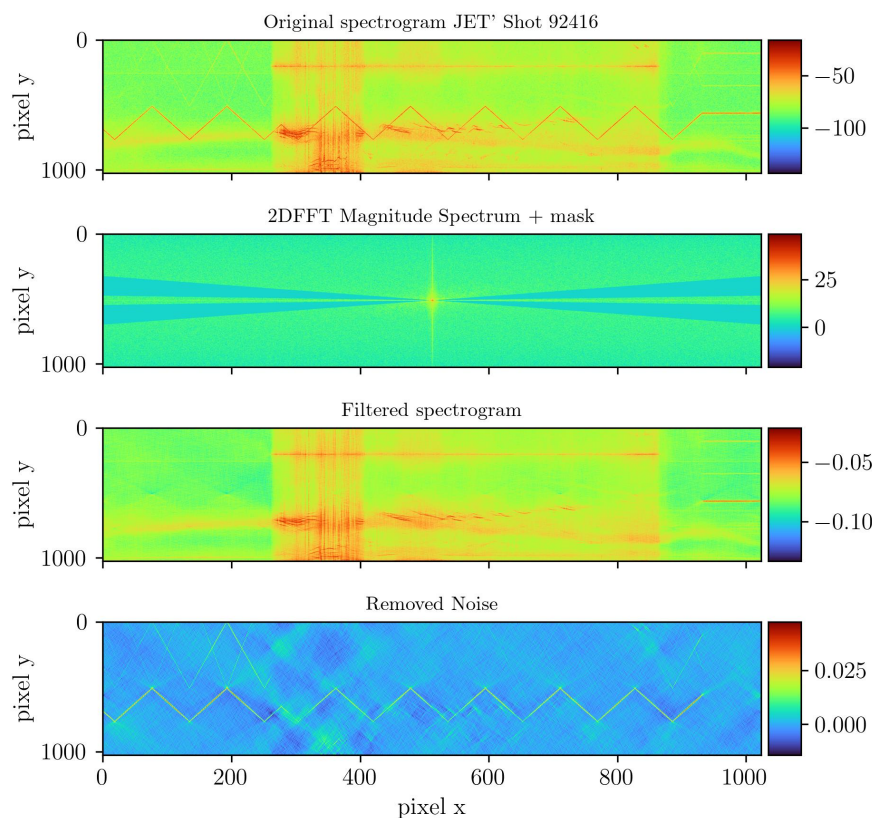 Original spectrogram JET' Shot 92416
0
pixel y
1000
−50
−100
2DFFT Magnitude Spectrum + mask
0
pixel y
1000
25
0
Filtered spectrogram
0
pixel y
1000
−0.05
−0.10
Removed Noise
0
pixel y
1000
0.025
0.000
0 200 400 600 800 1000
pixel x